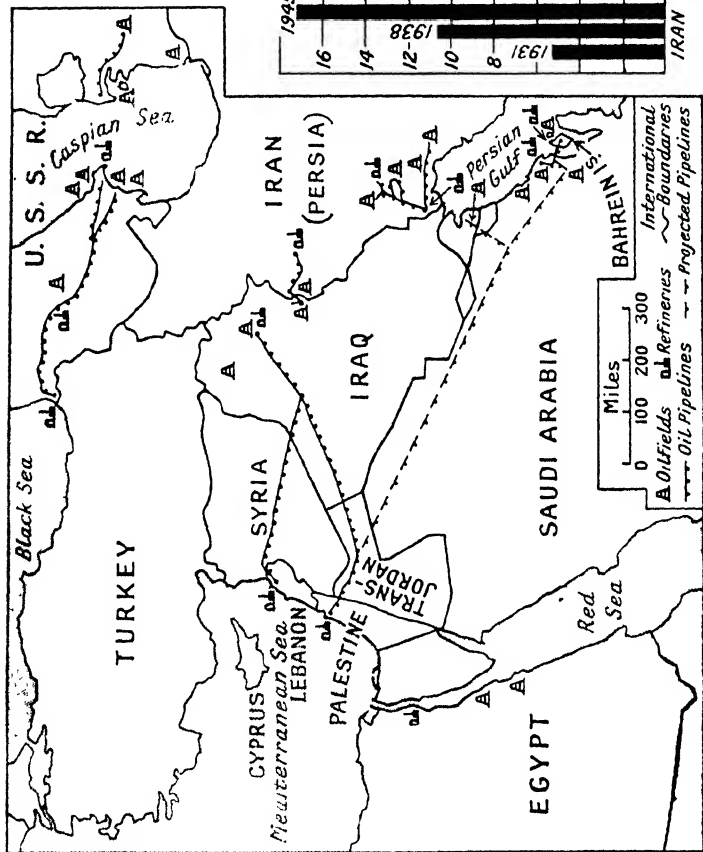 Black Sea
U. S. S. R.
Caspian Sea
TURKEY
SYRIA
IRAN
(PERSIA)
CYPRUS
Mediterranean Sea
LEBANON
PALESTINE
TRANS-
JORDAN
IRAQ
Persian
Gulf
EGYPT
Red
Sea
SAUDI ARABIA
BAHREIN IS.
Miles
0 100 200 300
Oilfields Refineries International Boundaries
Oil Pipelines Projected Pipelines
16
14
12
10
8
1938
1931
IRAN